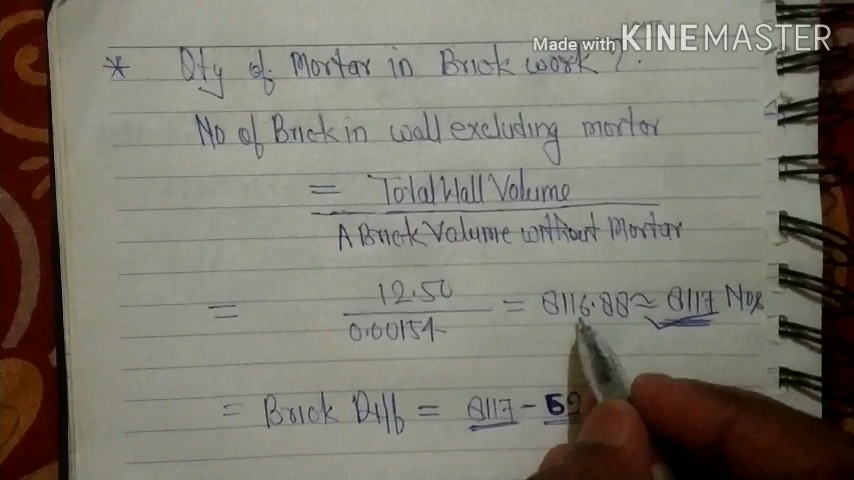 Made with KINEMASTER
* Qty of Mortar in Brick work ?.
No of Brick in wall excluding mortar
= Total Wall Volume
A Brick Volume without Mortar
= 12.50 = 8116.88 ≈ 8117 Nos
0.00154
= Brick Diff = 8117 - 52